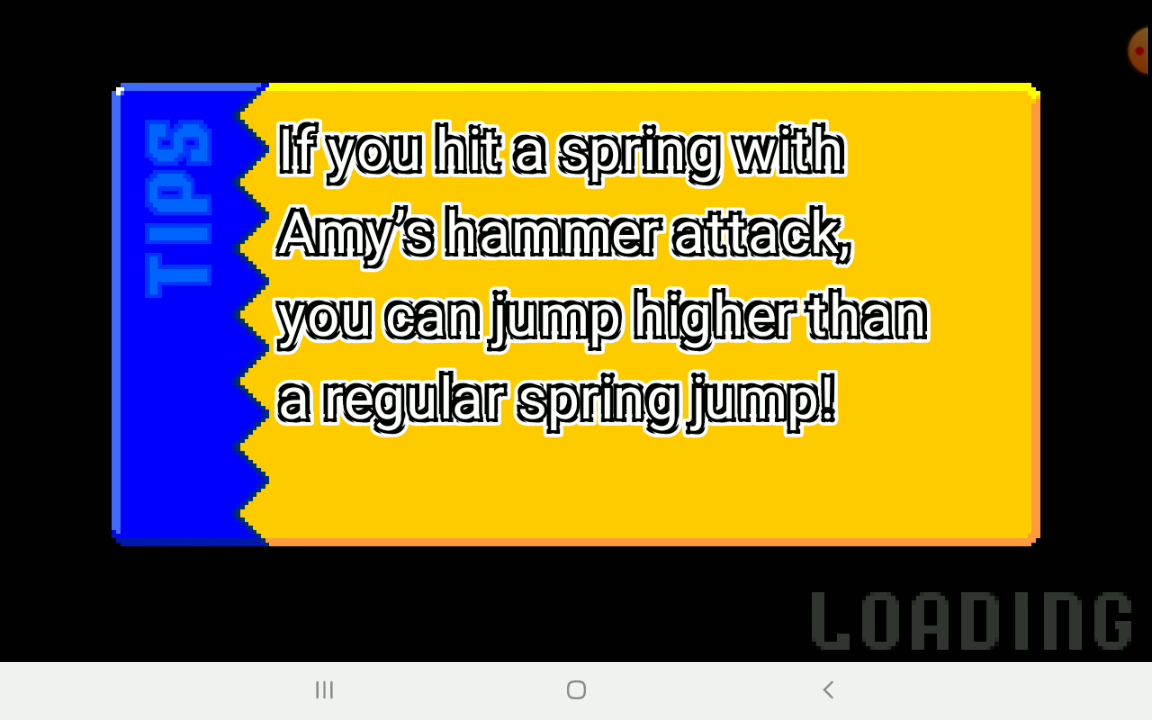 TIPS
If you hit a spring with
Amy’s hammer attack,
you can jump higher than
a regular spring jump!
LOADING